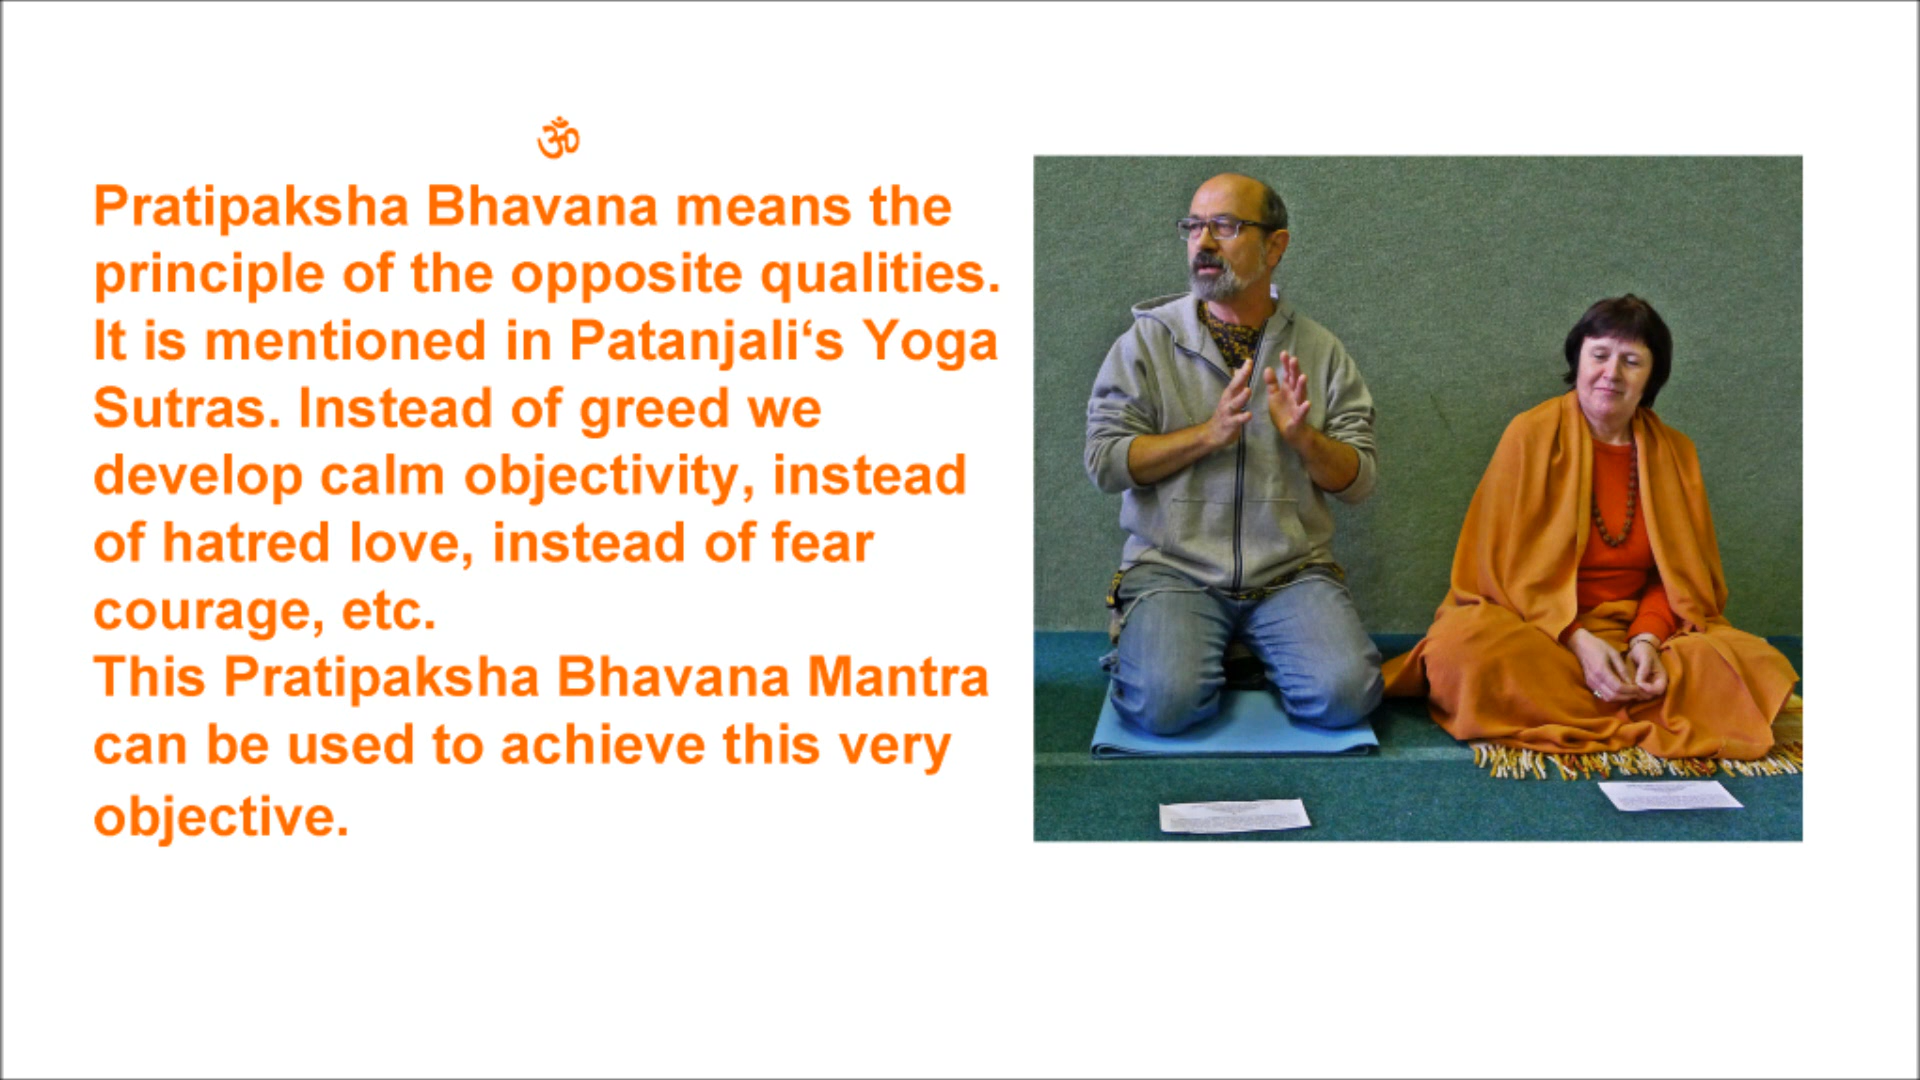 ॐ
Pratipaksha Bhavana means the
principle of the opposite qualities.
It is mentioned in Patanjali‘s Yoga
Sutras. Instead of greed we
develop calm objectivity, instead
of hatred love, instead of fear
courage, etc.
This Pratipaksha Bhavana Mantra
can be used to achieve this very
objective.